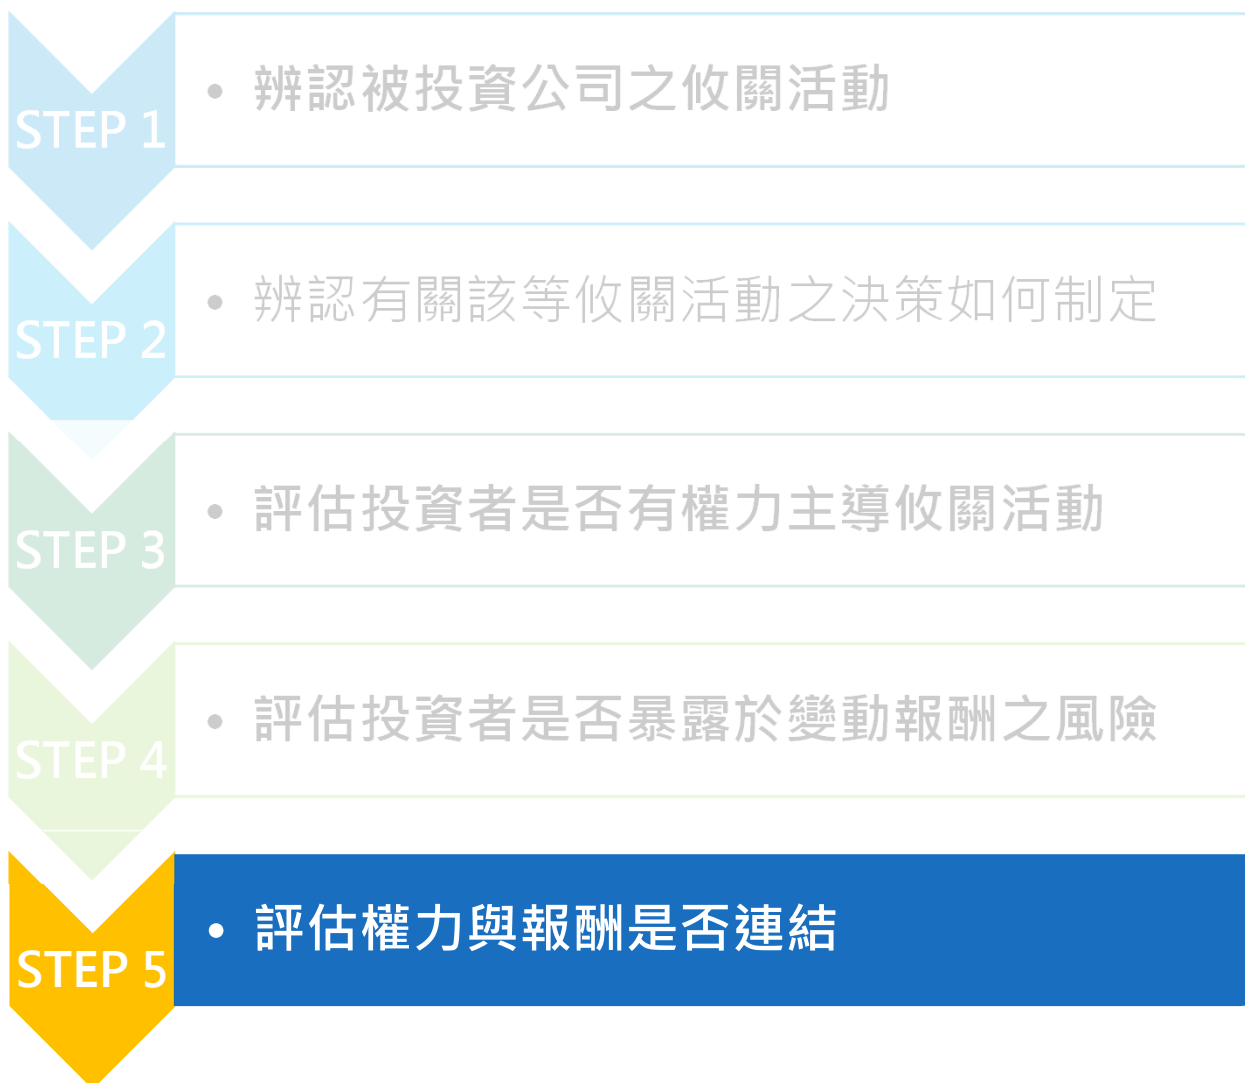 STEP 1
• 辨認被投資公司之攸關活動
STEP 2
• 辨認有關該等攸關活動之決策如何制定
STEP 3
• 評估投資者是否有權力主導攸關活動
STEP 4
• 評估投資者是否暴露於變動報酬之風險
STEP 5
• 評估權力與報酬是否連結